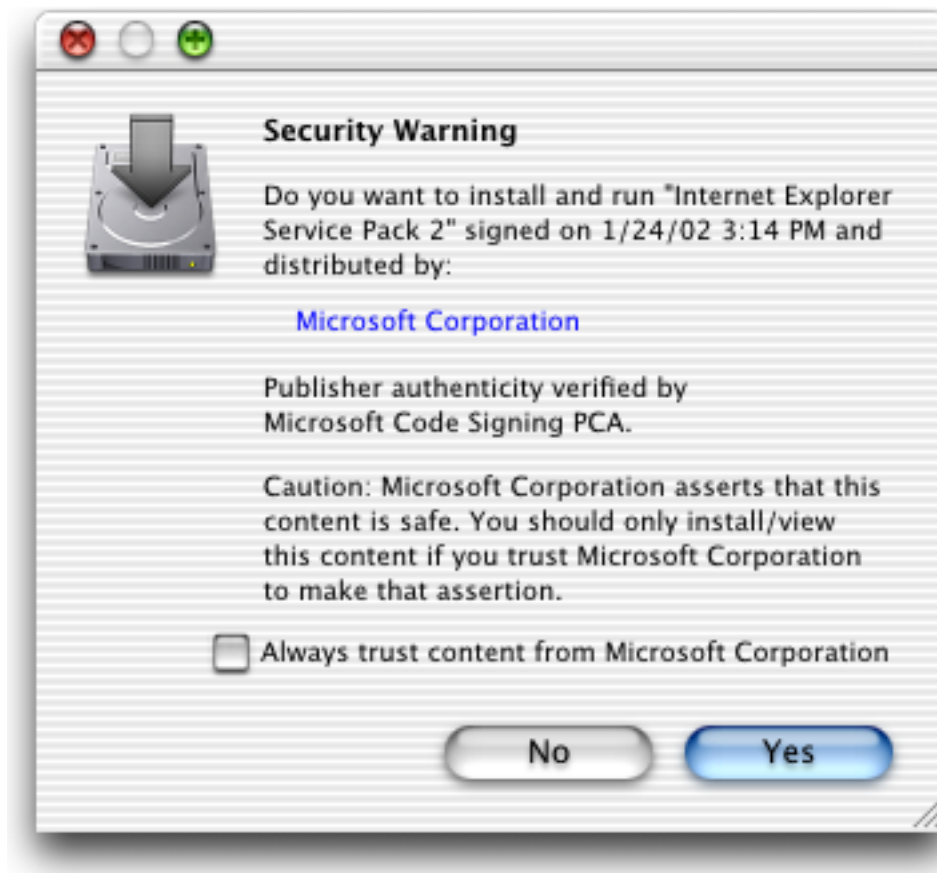 Security Warning
Do you want to install and run "Internet Explorer
Service Pack 2" signed on 1/24/02 3:14 PM and
distributed by:
Microsoft Corporation
Publisher authenticity verified by
Microsoft Code Signing PCA.
Caution: Microsoft Corporation asserts that this
content is safe. You should only install/view
this content if you trust Microsoft Corporation
to make that assertion.
Always trust content from Microsoft Corporation
No Yes